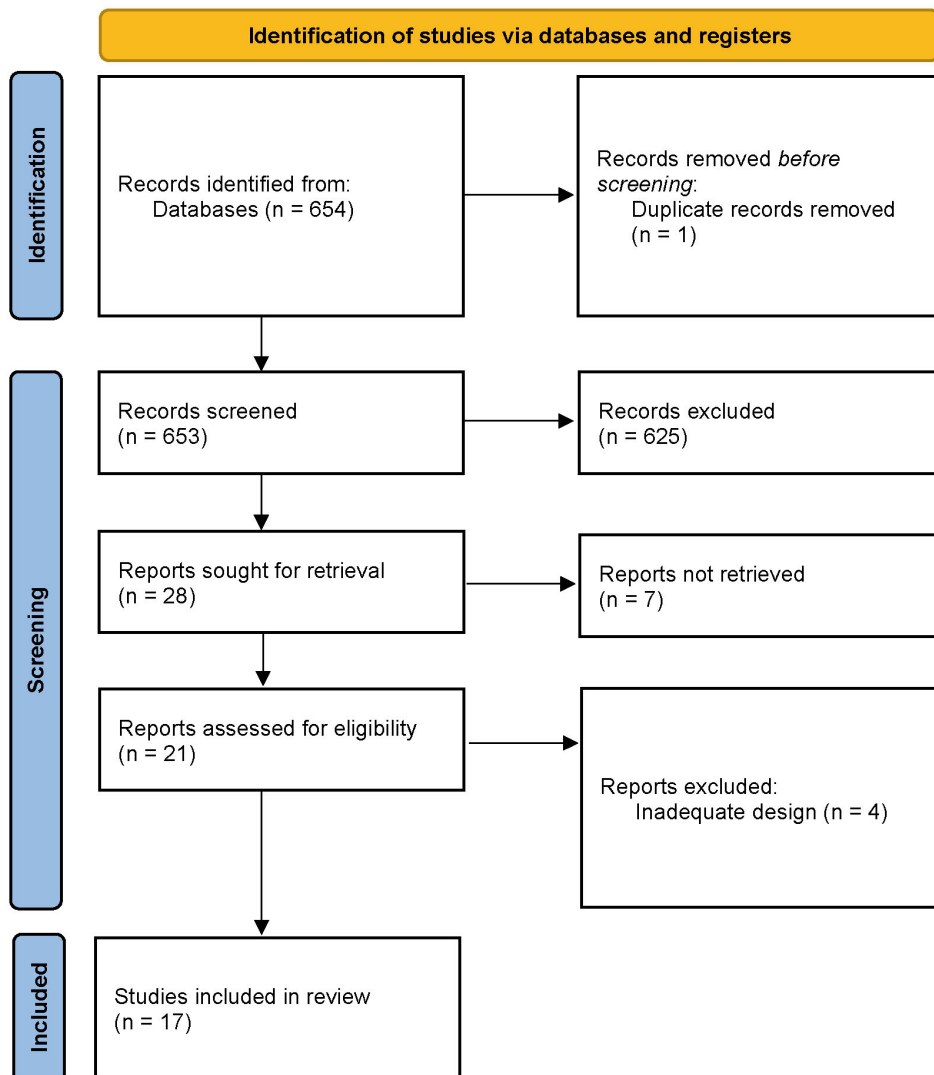 Identification of studies via databases and registers
Identification
Records identified from:
Databases (n = 654)
Records removed before
screening:
Duplicate records removed
(n = 1)
Screening
Records screened
(n = 653)
Records excluded
(n = 625)
Reports sought for retrieval
(n = 28)
Reports not retrieved
(n = 7)
Reports assessed for eligibility
(n = 21)
Reports excluded:
Inadequate design (n = 4)
Included
Studies included in review
(n = 17)